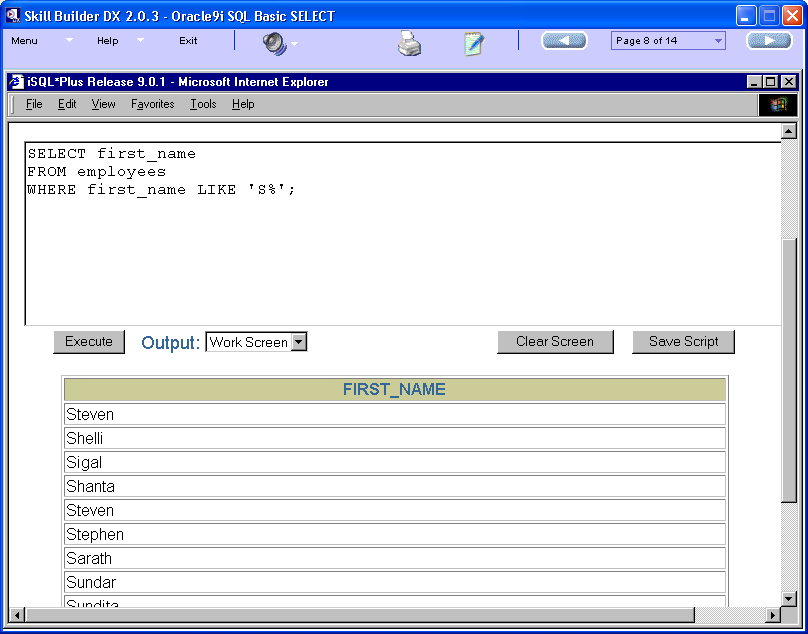 Skill Builder DX 2.0.3 - Oracle9i SQL Basic SELECT
Menu Help Exit Page 8 of 14
iSQL*Plus Release 9.0.1 - Microsoft Internet Explorer
File Edit View Favorites Tools Help
SELECT first_name
FROM employees
WHERE first_name LIKE 'S%';
Execute Output: Work Screen Clear Screen Save Script
FIRST_NAME
Steven
Shelli
Sigal
Shanta
Steven
Stephen
Sarath
Sundar
Sundita